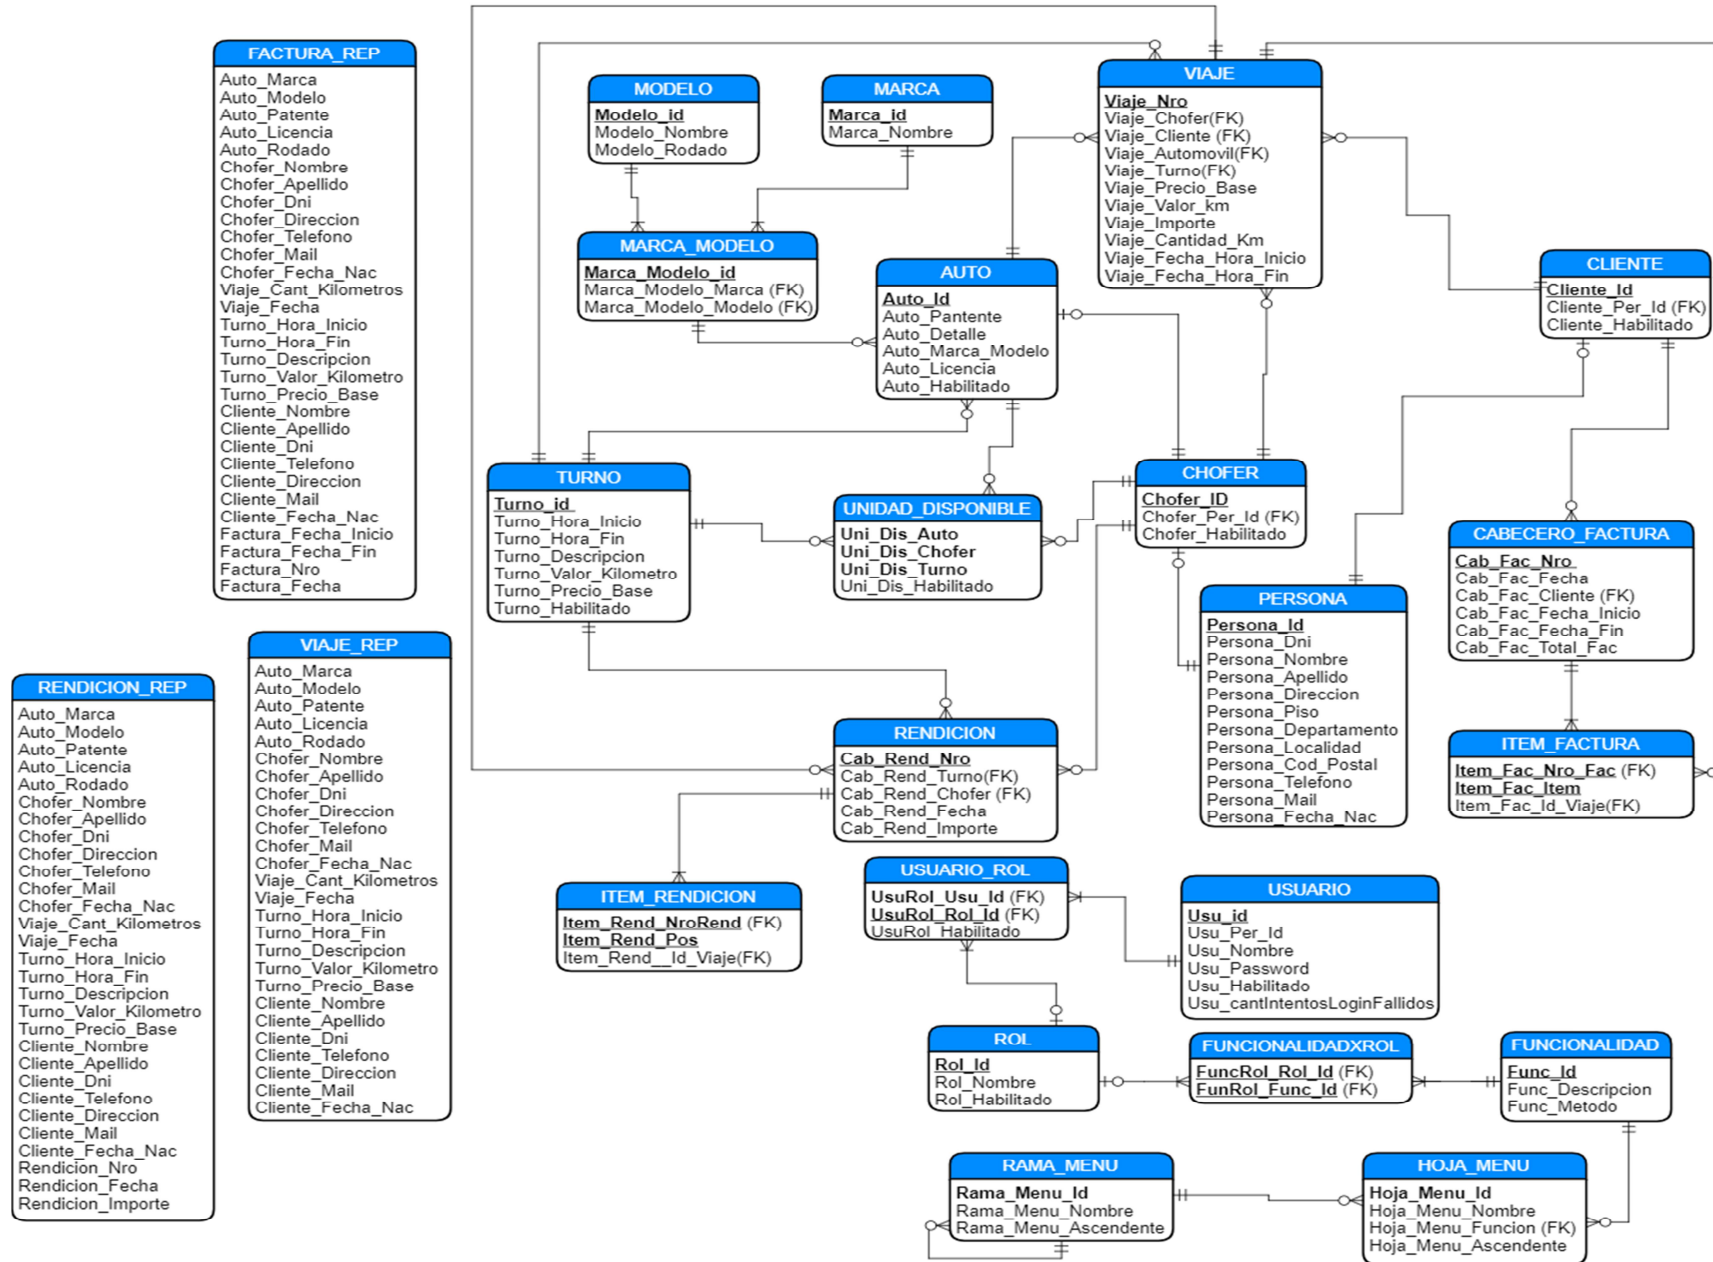 FACTURA_REP
Auto_Marca
Auto_Modelo
Auto_Patente
Auto_Licencia
Auto_Rodado
Chofer_Nombre
Chofer_Apellido
Chofer_Dni
Chofer_Direccion
Chofer_Telefono
Chofer_Mail
Chofer_Fecha_Nac
Viaje_Cant_Kilometros
Viaje_Fecha
Turno_Hora_Inicio
Turno_Hora_Fin
Turno_Descripcion
Turno_Valor_Kilometro
Turno_Precio_Base
Cliente_Nombre
Cliente_Apellido
Cliente_Dni
Cliente_Telefono
Cliente_Direccion
Cliente_Mail
Cliente_Fecha_Nac
Factura_Fecha_Inicio
Factura_Fecha_Fin
Factura_Nro
Factura_Fecha
MODELO
Modelo_id
Modelo_Nombre
Modelo_Rodado
MARCA
Marca_id
Marca_Nombre
VIAJE
Viaje_Nro
Viaje_Chofer(FK)
Viaje_Cliente (FK)
Viaje_Automovil(FK)
Viaje_Turno(FK)
Viaje_Precio_Base
Viaje_Valor_km
Viaje_Importe
Viaje_Cantidad_Km
Viaje_Fecha_Hora_Inicio
Viaje_Fecha_Hora_Fin
MARCA_MODELO
Marca_Modelo_id
Marca_Modelo_Marca (FK)
Marca_Modelo_Modelo (FK)
AUTO
Auto_Id
Auto_Pantente
Auto_Detalle
Auto_Marca_Modelo
Auto_Licencia
Auto_Habilitado
CLIENTE
Cliente_Id
Cliente_Per_Id (FK)
Cliente_Habilitado
TURNO
Turno_id
Turno_Hora_Inicio
Turno_Hora_Fin
Turno_Descripcion
Turno_Valor_Kilometro
Turno_Precio_Base
Turno_Habilitado
UNIDAD_DISPONIBLE
Uni_Dis_Auto
Uni_Dis_Chofer
Uni_Dis_Turno
Uni_Dis_Habilitado
CHOFER
Chofer_ID
Chofer_Per_Id (FK)
Chofer_Habilitado
CABECERO_FACTURA
Cab_Fac_Nro
Cab_Fac_Fecha
Cab_Fac_Cliente (FK)
Cab_Fac_Fecha_Inicio
Cab_Fac_Fecha_Fin
Cab_Fac_Total_Fac
PERSONA
Persona_Id
Persona_Dni
Persona_Nombre
Persona_Apellido
Persona_Direccion
Persona_Piso
Persona_Departamento
Persona_Localidad
Persona_Cod_Postal
Persona_Telefono
Persona_Mail
Persona_Fecha_Nac
VIAJE_REP
Auto_Marca
Auto_Modelo
Auto_Patente
Auto_Licencia
Auto_Rodado
Chofer_Nombre
Chofer_Apellido
Chofer_Dni
Chofer_Direccion
Chofer_Telefono
Chofer_Mail
Chofer_Fecha_Nac
Viaje_Cant_Kilometros
Viaje_Fecha
Turno_Hora_Inicio
Turno_Hora_Fin
Turno_Descripcion
Turno_Valor_Kilometro
Turno_Precio_Base
Cliente_Nombre
Cliente_Apellido
Cliente_Dni
Cliente_Telefono
Cliente_Direccion
Cliente_Mail
Cliente_Fecha_Nac
RENDICION_REP
Auto_Marca
Auto_Modelo
Auto_Patente
Auto_Licencia
Auto_Rodado
Chofer_Nombre
Chofer_Apellido
Chofer_Dni
Chofer_Direccion
Chofer_Telefono
Chofer_Mail
Chofer_Fecha_Nac
Viaje_Cant_Kilometros
Viaje_Fecha
Turno_Hora_Inicio
Turno_Hora_Fin
Turno_Descripcion
Turno_Valor_Kilometro
Turno_Precio_Base
Cliente_Nombre
Cliente_Apellido
Cliente_Dni
Cliente_Telefono
Cliente_Direccion
Cliente_Mail
Cliente_Fecha_Nac
Rendicion_Nro
Rendicion_Fecha
Rendicion_Importe
RENDICION
Cab_Rend_Nro
Cab_Rend_Turno(FK)
Cab_Rend_Chofer (FK)
Cab_Rend_Fecha
Cab_Rend_Importe
ITEM_FACTURA
Item_Fac_Nro_Fac (FK)
Item_Fac_Item
Item_Fac_Id_Viaje(FK)
ITEM_RENDICION
Item_Rend_NroRend (FK)
Item_Rend_Pos
Item_Rend__Id_Viaje(FK)
USUARIO_ROL
UsuRol_Usu_Id (FK)
UsuRol_Rol_Id (FK)
UsuRol_Habilitado
USUARIO
Usu_id
Usu_Per_Id
Usu_Nombre
Usu_Password
Usu_Habilitado
Usu_cantIntentosLoginFallidos
ROL
Rol_Id
Rol_Nombre
Rol_Habilitado
FUNCIONALIDADXROL
FuncRol_Rol_Id (FK)
FunRol_Func_Id (FK)
FUNCIONALIDAD
Func_Id
Func_Descripcion
Func_Metodo
RAMA_MENU
Rama_Menu_Id
Rama_Menu_Nombre
Rama_Menu_Ascendente
HOJA_MENU
Hoja_Menu_Id
Hoja_Menu_Nombre
Hoja_Menu_Funcion (FK)
Hoja_Menu_Ascendente